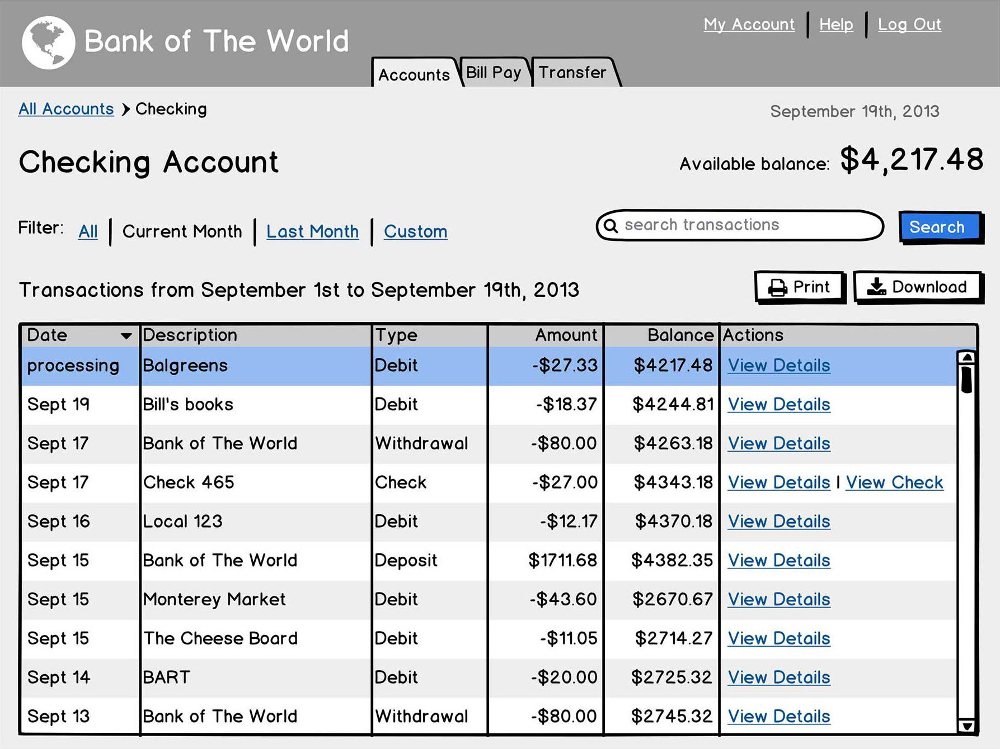 My Account | Help | Log Out
Bank of The World
Accounts Bill Pay Transfer
All Accounts > Checking
September 19th, 2013
Checking Account
Available balance: $4,217.48
Filter: All | Current Month | Last Month | Custom
search transactions
Search
Transactions from September 1st to September 19th, 2013
Print
Download
Date Description Type Amount Balance Actions
processing Balgreens Debit -$27.33 $4217.48 View Details
Sept 19 Bill's books Debit -$18.37 $4244.81 View Details
Sept 17 Bank of The World Withdrawal -$80.00 $4263.18 View Details
Sept 17 Check 465 Check -$27.00 $4343.18 View Details | View Check
Sept 16 Local 123 Debit -$12.17 $4370.18 View Details
Sept 15 Bank of The World Deposit $1711.68 $4382.35 View Details
Sept 15 Monterey Market Debit -$43.60 $2670.67 View Details
Sept 15 The Cheese Board Debit -$11.05 $2714.27 View Details
Sept 14 BART Debit -$20.00 $2725.32 View Details
Sept 13 Bank of The World Withdrawal -$80.00 $2745.32 View Details